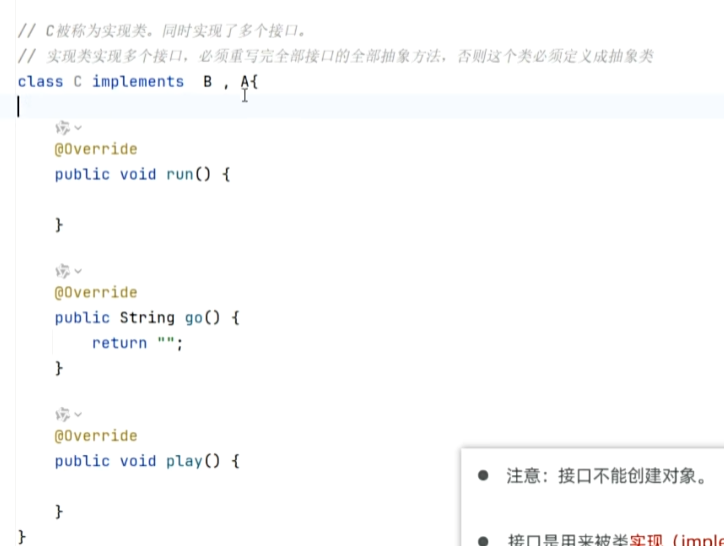 // C被称为实现类。同时实现了多个接口。
// 实现类实现多个接口，必须重写完全部接口的全部抽象方法，否则这个类必须定义成抽象类
class C implements  B , A{
@Override
public void run() {
}
@Override
public String go() {
return "";
}
@Override
public void play() {
}
}
● 注意：接口不能创建对象。
● 接口是用来被类实现（imple